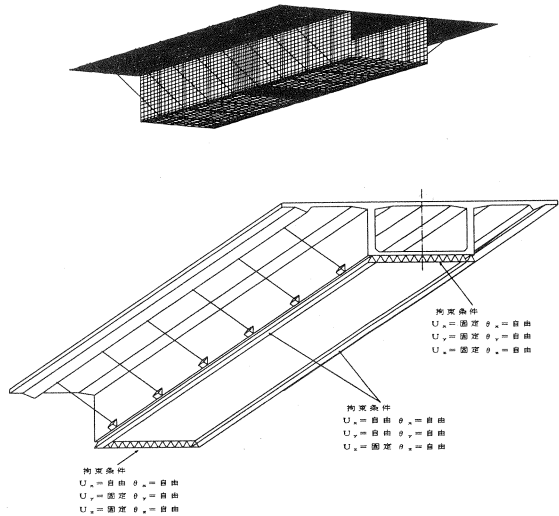 拘束条件
Uₓ=固定 θₓ=自由
Uᵧ=固定 θᵧ=自由
U_z=固定 θ_z=自由
拘束条件
Uₓ=自由 θₓ=自由
Uᵧ=自由 θᵧ=自由
U_z=固定 θ_z=自由
拘束条件
Uₓ=自由 θₓ=自由
Uᵧ=固定 θᵧ=自由
U_z=固定 θ_z=自由